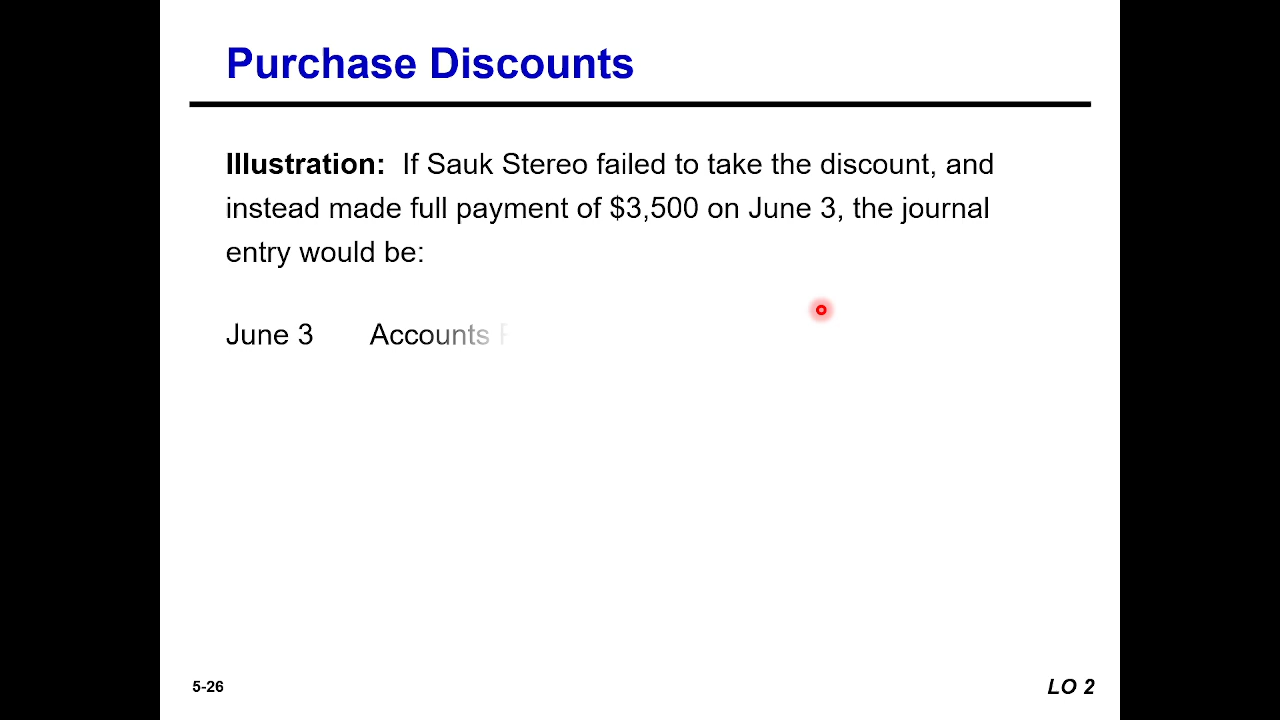 Purchase Discounts
Illustration: If Sauk Stereo failed to take the discount, and
instead made full payment of $3,500 on June 3, the journal
entry would be:
June 3 Accounts
5-26
LO 2